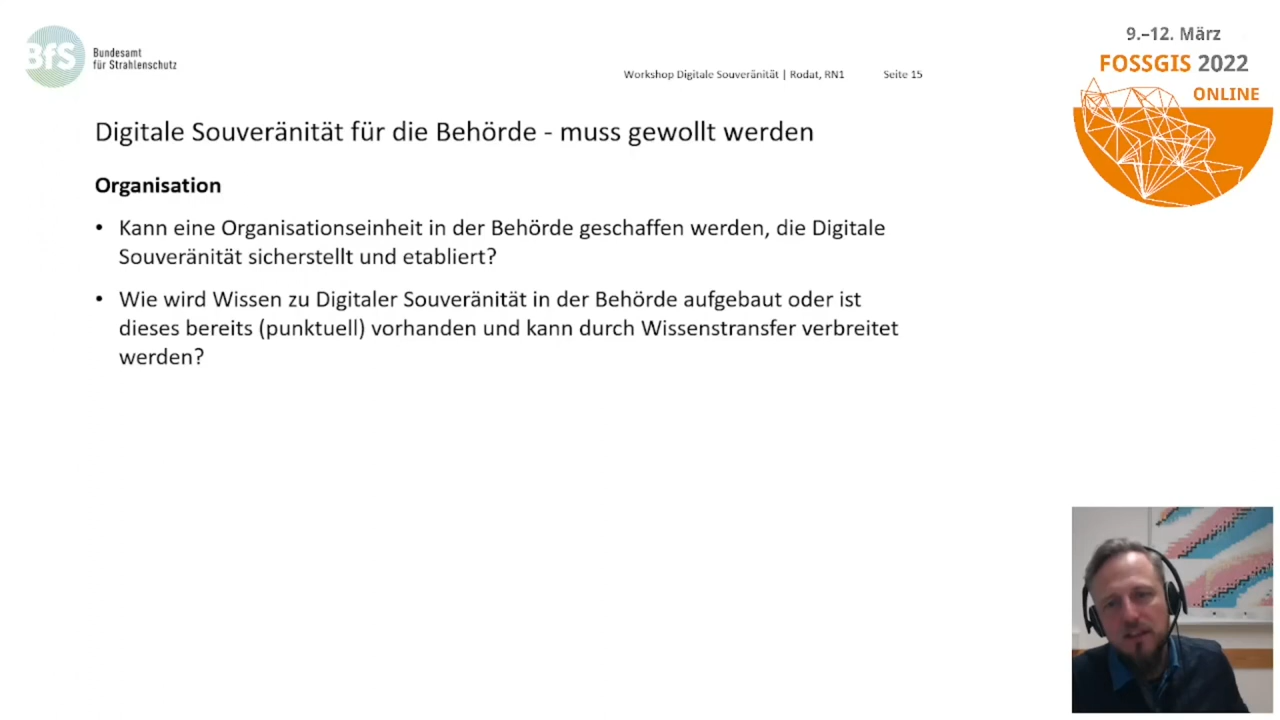 BfS
Bundesamt
für Strahlenschutz
Workshop Digitale Souveränität | Rodat, RN1 Seite 15
9.–12. März
FOSSGIS 2022
ONLINE
Digitale Souveränität für die Behörde - muss gewollt werden
Organisation
• Kann eine Organisationseinheit in der Behörde geschaffen werden, die Digitale
Souveränität sicherstellt und etabliert?
• Wie wird Wissen zu Digitaler Souveränität in der Behörde aufgebaut oder ist
dieses bereits (punktuell) vorhanden und kann durch Wissenstransfer verbreitet
werden?